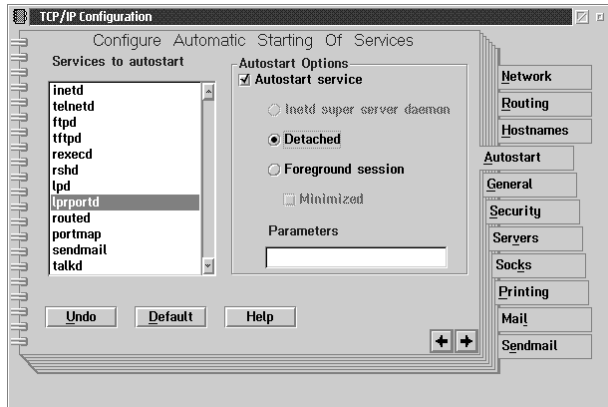 TCP/IP Configuration
Configure Automatic Starting Of Services
Services to autostart
inetd
telnetd
ftpd
tftpd
rexecd
rshd
lpd
lprportd
routed
portmap
sendmail
talkd
Autostart Options
Autostart service
Inetd super server daemon
Detached
Foreground session
Minimized
Parameters
Undo
Default
Help
Network
Routing
Hostnames
Autostart
General
Security
Servers
Socks
Printing
Mail
Sendmail